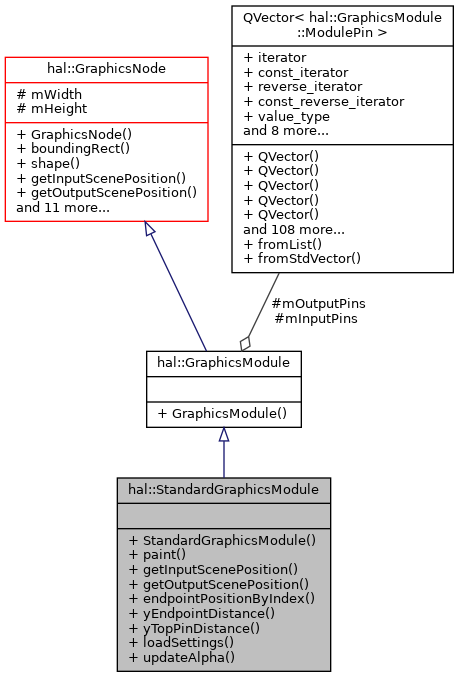 QVector< hal::GraphicsModule
::ModulePin >
+ iterator
+ const_iterator
+ reverse_iterator
+ const_reverse_iterator
+ value_type
and 8 more...
+ QVector()
+ QVector()
+ QVector()
+ QVector()
+ QVector()
and 108 more...
+ fromList()
+ fromStdVector()
hal::GraphicsNode
# mWidth
# mHeight
+ GraphicsNode()
+ boundingRect()
+ shape()
+ getInputScenePosition()
+ getOutputScenePosition()
and 11 more...
#mOutputPins
#mInputPins
hal::GraphicsModule
+ GraphicsModule()
hal::StandardGraphicsModule
+ StandardGraphicsModule()
+ paint()
+ getInputScenePosition()
+ getOutputScenePosition()
+ endpointPositionByIndex()
+ yEndpointDistance()
+ yTopPinDistance()
+ loadSettings()
+ updateAlpha()